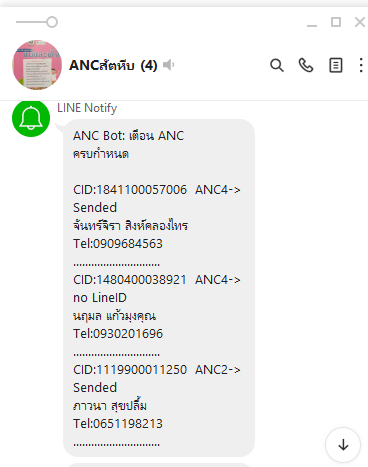 ANCสัตหีบ (4)
LINE Notify
ANC Bot: เตือน ANC
ครบกำหนด
CID:1841100057006 ANC4->
Sended
จันทร์จิรา สิงห์คลองไทร
Tel:0909684563
.............................
CID:1480400038921 ANC4->
no LineID
นฤมล แก้วมุงคุณ
Tel:0930201696
.............................
CID:1119900011250 ANC2->
Sended
ภาวนา สุขปลื้ม
Tel:0651198213
.............................